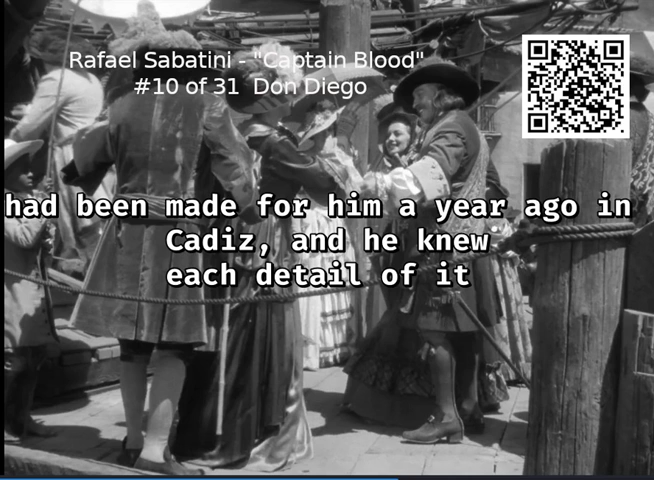 Rafael Sabatini - "Captain Blood"
#10 of 31 Don Diego
had been made for him a year ago in
Cadiz, and he knew
each detail of it